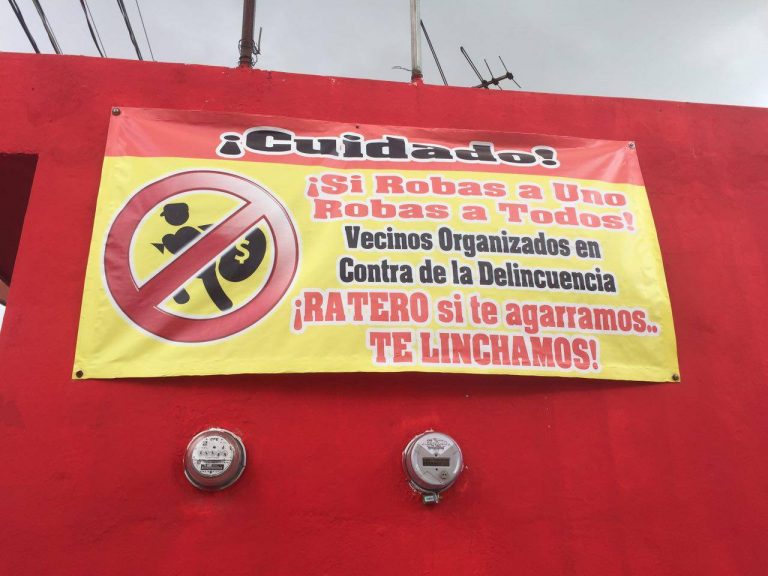 ¡Cuidado!
¡Si Robas a Uno
Robas a Todos!
Vecinos Organizados en
Contra de la Delincuencia
¡RATERO si te agarramos..
TE LINCHAMOS!
$
CFE